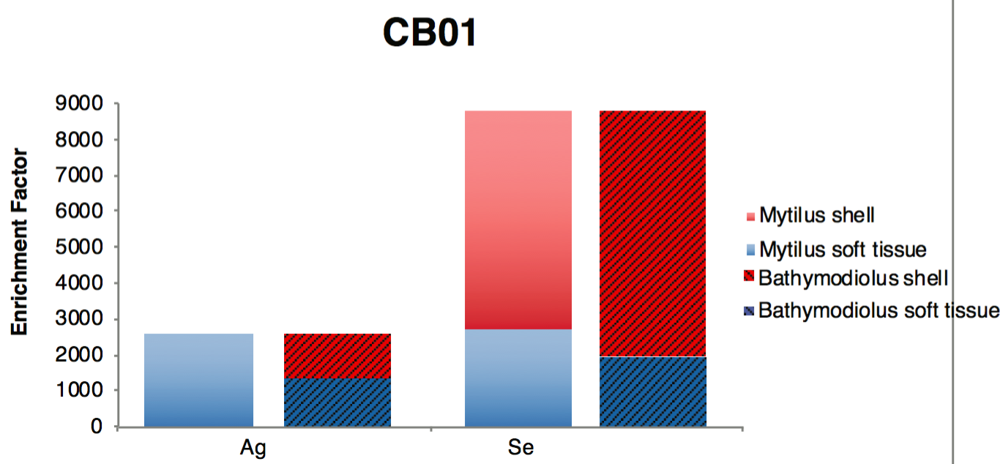 CB01
Enrichment Factor
9000
8000
7000
6000
5000
4000
3000
2000
1000
0
Ag
Se
Mytilus shell
Mytilus soft tissue
Bathymodiolus shell
Bathymodiolus soft tissue